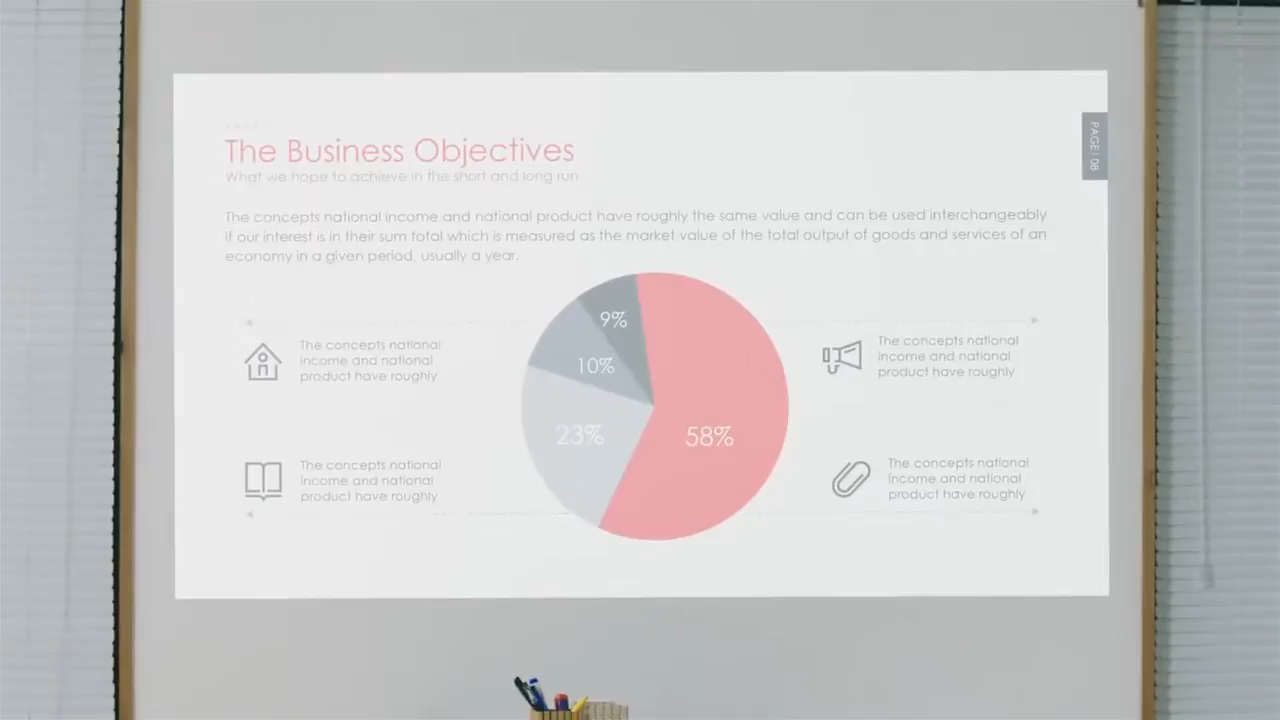 The Business Objectives
What we hope to achieve in the short and long run
PAGE | 08
The concepts national income and national product have roughly the same value and can be used interchangeably
if our interest is in their sum total which is measured as the market value of the total output of goods and services of an
economy in a given period, usually a year.
The concepts national
income and national
product have roughly
The concepts national
income and national
product have roughly
9%
10%
23%
58%
The concepts national
income and national
product have roughly
The concepts national
income and national
product have roughly